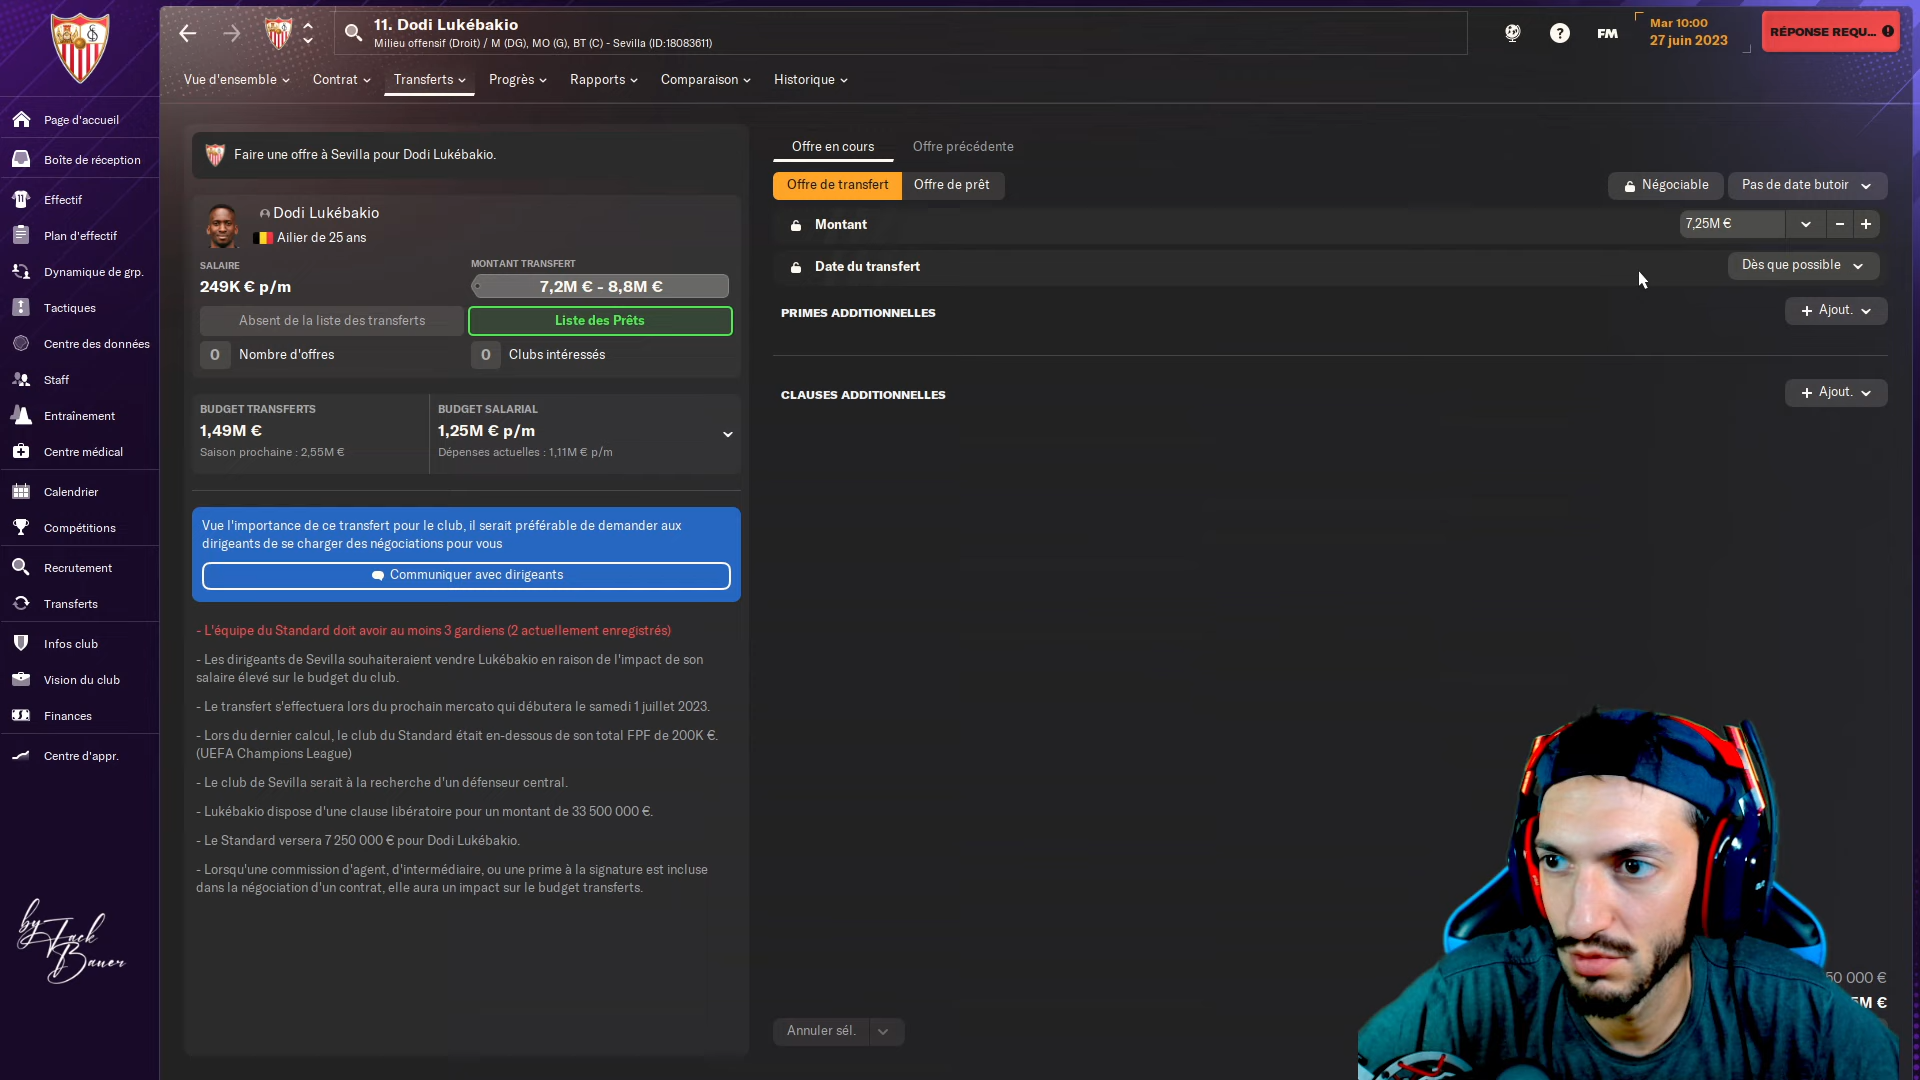 11. Dodi Lukébakio
Milieu offensif (Droit) / M (DG), MO (G), BT (C) - Sevilla (ID:18083611)
FM
Mar 10:00
27 juin 2023
RÉPONSE REQU...
Vue d'ensemble
Contrat
Transferts
Progrès
Rapports
Comparaison
Historique
Page d'accueil
Boîte de réception
Effectif
Plan d'effectif
Dynamique de grp.
Tactiques
Centre des données
Staff
Entraînement
Centre médical
Calendrier
Compétitions
Recrutement
Transferts
Infos club
Vision du club
Finances
Centre d'appr.
by Jack Bauer
Faire une offre à Sevilla pour Dodi Lukébakio.
Dodi Lukébakio
Ailier de 25 ans
SALAIRE
249K € p/m
MONTANT TRANSFERT
7,2M € - 8,8M €
Absent de la liste des transferts
Liste des Prêts
0 Nombre d'offres
0 Clubs intéressés
BUDGET TRANSFERTS
1,49M €
Saison prochaine : 2,55M €
BUDGET SALARIAL
1,25M € p/m
Dépenses actuelles : 1,11M € p/m
Vue l'importance de ce transfert pour le club, il serait préférable de demander aux
dirigeants de se charger des négociations pour vous
Communiquer avec dirigeants
- L'équipe du Standard doit avoir au moins 3 gardiens (2 actuellement enregistrés)
- Les dirigeants de Sevilla souhaiteraient vendre Lukébakio en raison de l'impact de son
salaire élevé sur le budget du club.
- Le transfert s'effectuera lors du prochain mercato qui débutera le samedi 1 juillet 2023.
- Lors du dernier calcul, le club du Standard était en-dessous de son total FPF de 200K €.
(UEFA Champions League)
- Le club de Sevilla serait à la recherche d'un défenseur central.
- Lukébakio dispose d'une clause libératoire pour un montant de 33 500 000 €.
- Le Standard versera 7 250 000 € pour Dodi Lukébakio.
- Lorsqu'une commission d'agent, d'intermédiaire, ou une prime à la signature est incluse
dans la négociation d'un contrat, elle aura un impact sur le budget transferts.
Offre en cours
Offre précédente
Offre de transfert
Offre de prêt
Négociable
Pas de date butoir
Montant
7,25M €
Date du transfert
Dès que possible
PRIMES ADDITIONNELLES
+ Ajout.
CLAUSES ADDITIONNELLES
+ Ajout.
50 000 €
M €
Annuler sél.